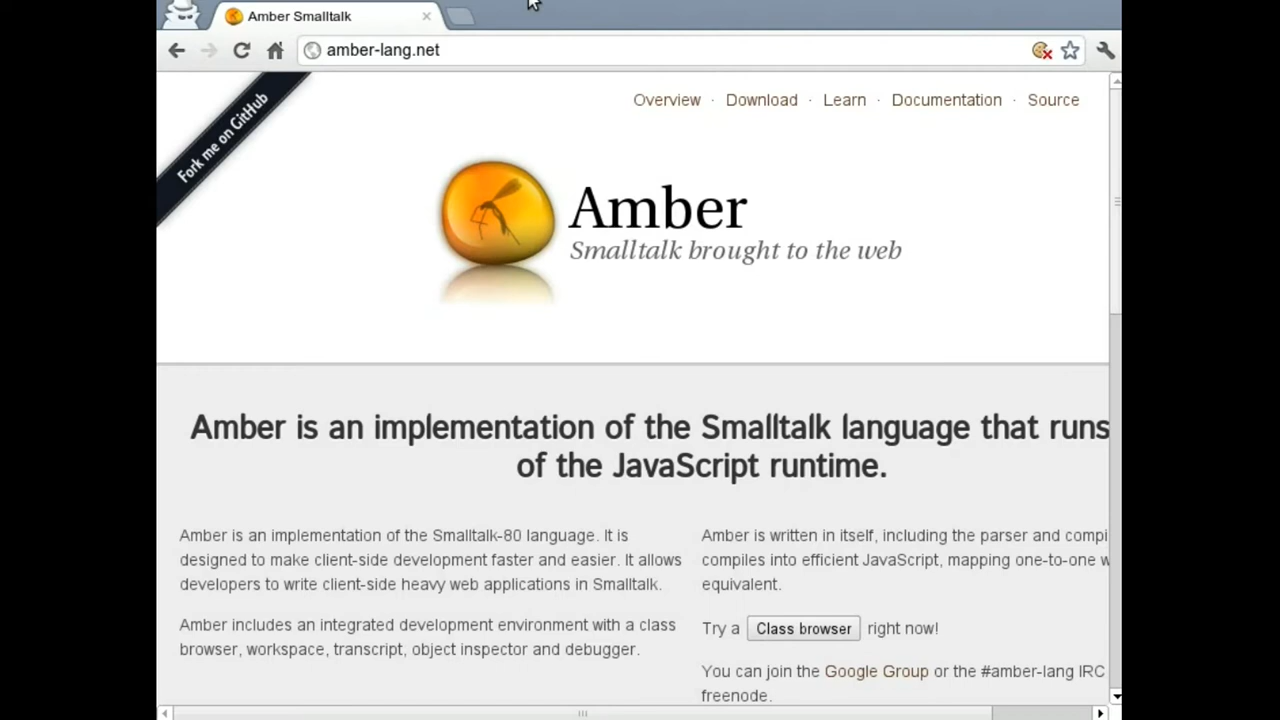 Amber Smalltalk
amber-lang.net
Fork me on GitHub
Overview · Download · Learn · Documentation · Source
Amber
Smalltalk brought to the web
Amber is an implementation of the Smalltalk language that runs
of the JavaScript runtime.
Amber is an implementation of the Smalltalk-80 language. It is
designed to make client-side development faster and easier. It allows
developers to write client-side heavy web applications in Smalltalk.
Amber includes an integrated development environment with a class
browser, workspace, transcript, object inspector and debugger.
Amber is written in itself, including the parser and compi
compiles into efficient JavaScript, mapping one-to-one w
equivalent.
Try a Class browser right now!
You can join the Google Group or the #amber-lang IRC
freenode.